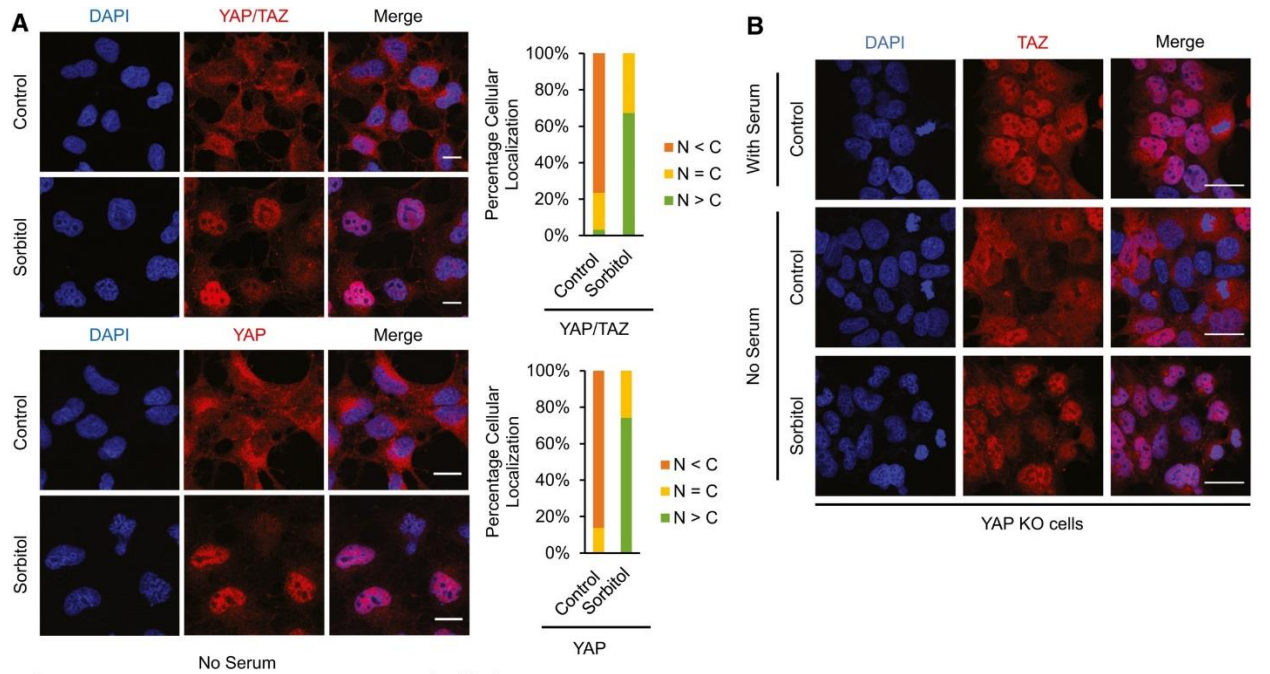 A
DAPI YAP/TAZ Merge
Control
Sorbitol
Percentage Cellular
Localization
100%
80%
60%
40%
20%
0%
N < C
N = C
N > C
Control
Sorbitol
YAP/TAZ
DAPI YAP Merge
Control
Sorbitol
Percentage Cellular
Localization
100%
80%
60%
40%
20%
0%
N < C
N = C
N > C
Control
Sorbitol
YAP
No Serum
B
DAPI TAZ Merge
With Serum
Control
No Serum
Control
Sorbitol
YAP KO cells